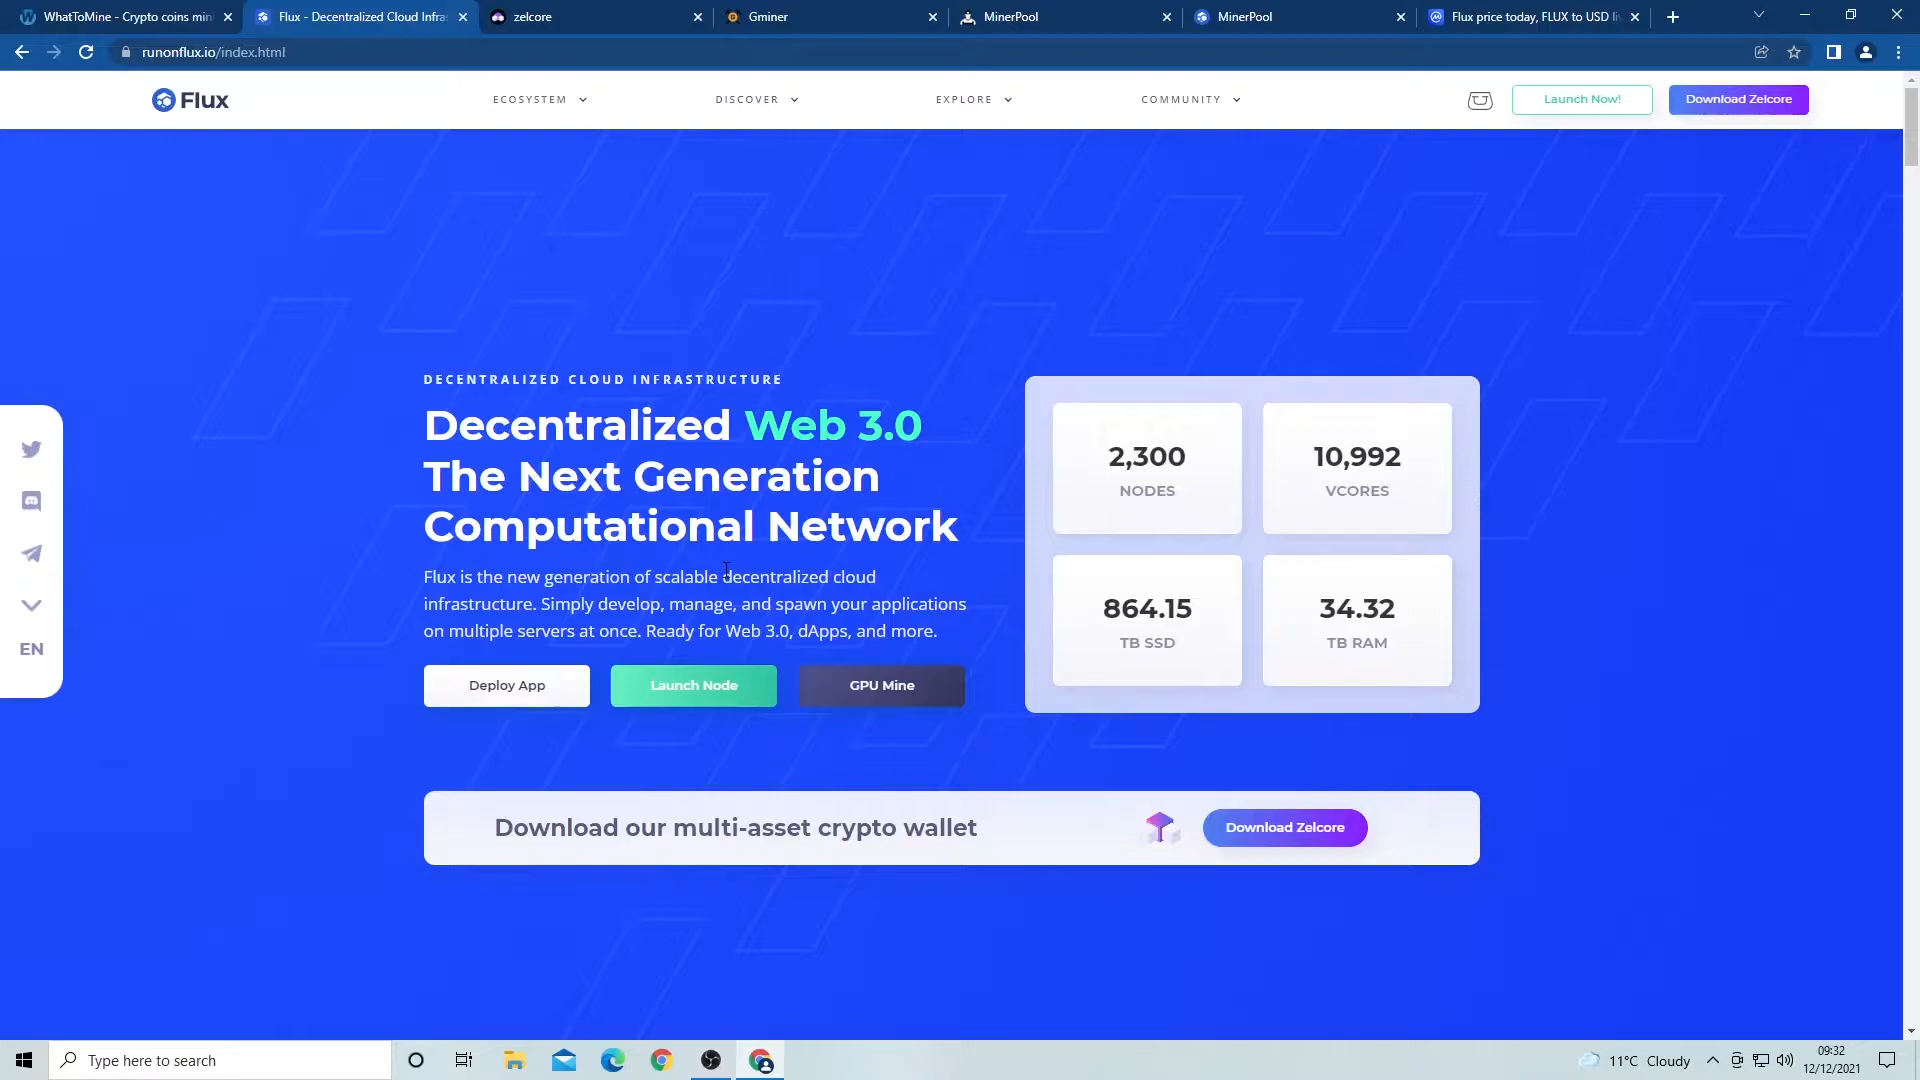 WhatToMine - Crypto coins min
Flux - Decentralized Cloud Infra
zelcore
Gminer
MinerPool
MinerPool
Flux price today, FLUX to USD li
runonflux.io/index.html
Flux
ECOSYSTEM
DISCOVER
EXPLORE
COMMUNITY
Launch Now!
Download Zelcore
DECENTRALIZED CLOUD INFRASTRUCTURE
Decentralized Web 3.0
The Next Generation
Computational Network
Flux is the new generation of scalable decentralized cloud
infrastructure. Simply develop, manage, and spawn your applications
on multiple servers at once. Ready for Web 3.0, dApps, and more.
Deploy App
Launch Node
GPU Mine
2,300
NODES
10,992
VCORES
864.15
TB SSD
34.32
TB RAM
EN
Download our multi-asset crypto wallet
Download Zelcore
Type here to search
11°C Cloudy
09:32
12/12/2021